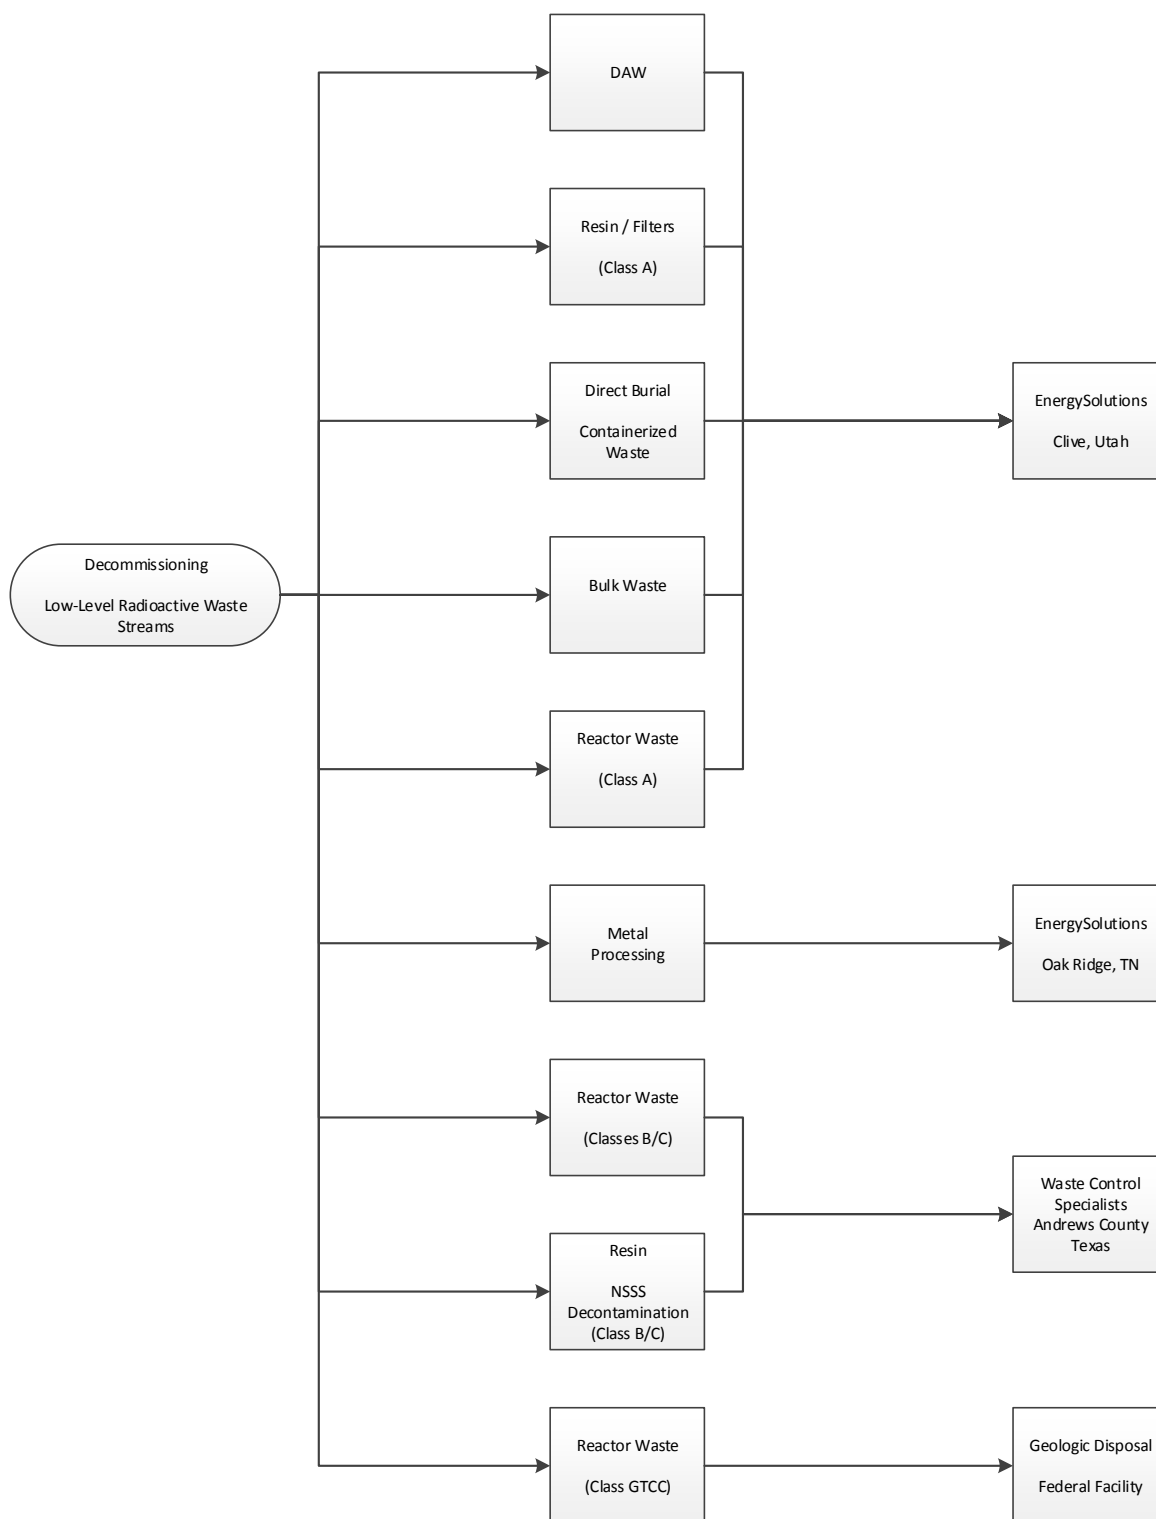 DAW
Resin / Filters
(Class A)
Direct Burial
Containerized
Waste
EnergySolutions
Clive, Utah
Decommissioning
Low-Level Radioactive Waste
Streams
Bulk Waste
Reactor Waste
(Class A)
Metal
Processing
EnergySolutions
Oak Ridge, TN
Reactor Waste
(Classes B/C)
Waste Control
Specialists
Andrews County
Texas
Resin
NSSS
Decontamination
(Class B/C)
Reactor Waste
(Class GTCC)
Geologic Disposal
Federal Facility